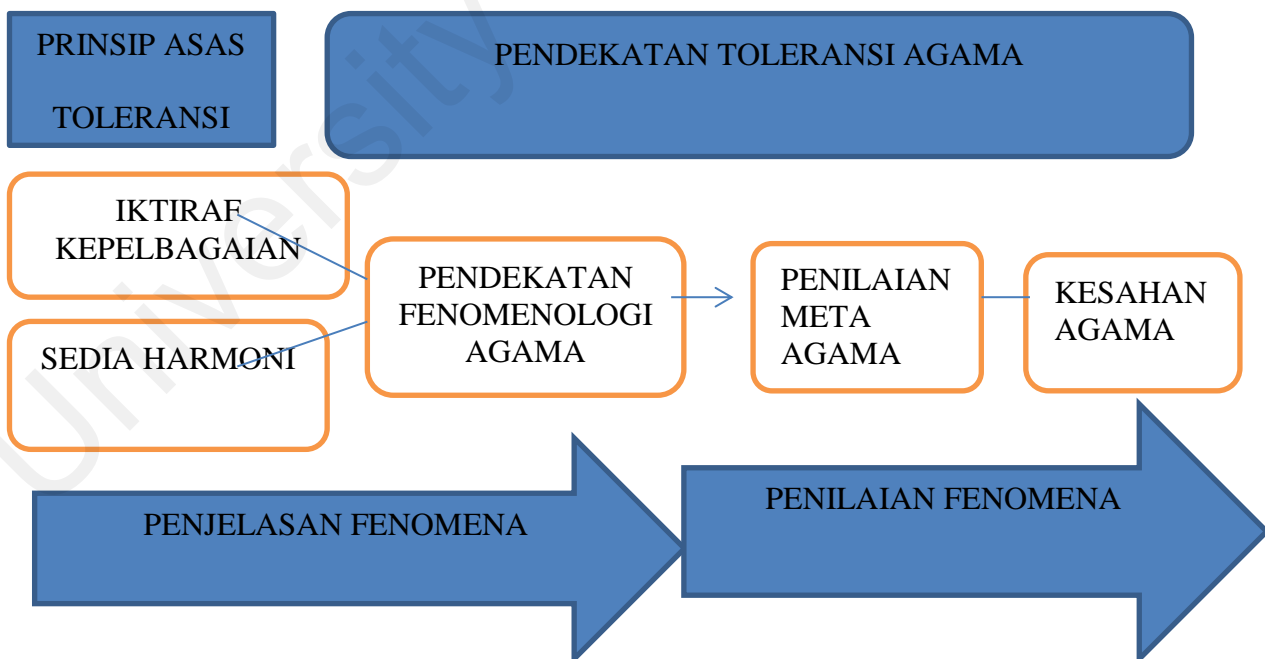 PRINSIP ASAS
TOLERANSI
PENDEKATAN TOLERANSI AGAMA
IKTIRAF
KEPELBAGAIAN
SEDIA HARMONI
PENDEKATAN
FENOMENOLOGI
AGAMA
PENILAIAN
META
AGAMA
KESAHAN
AGAMA
PENJELASAN FENOMENA
PENILAIAN FENOMENA
University